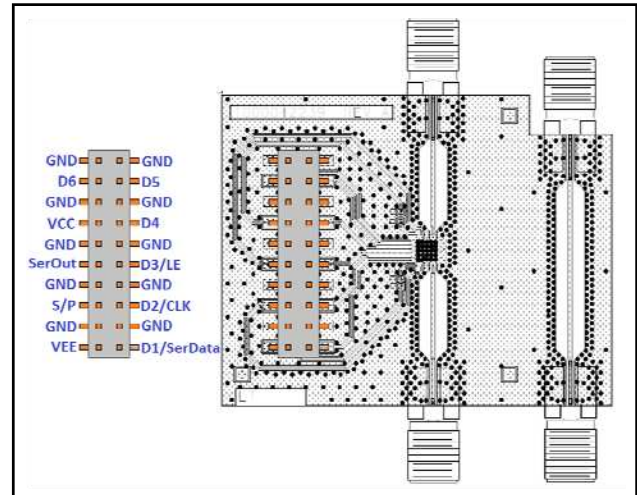 GND GND
D6 D5
GND GND
VCC D4
GND GND
SerOut D3/LE
GND GND
S/P D2/CLK
GND GND
VEE D1/SerData